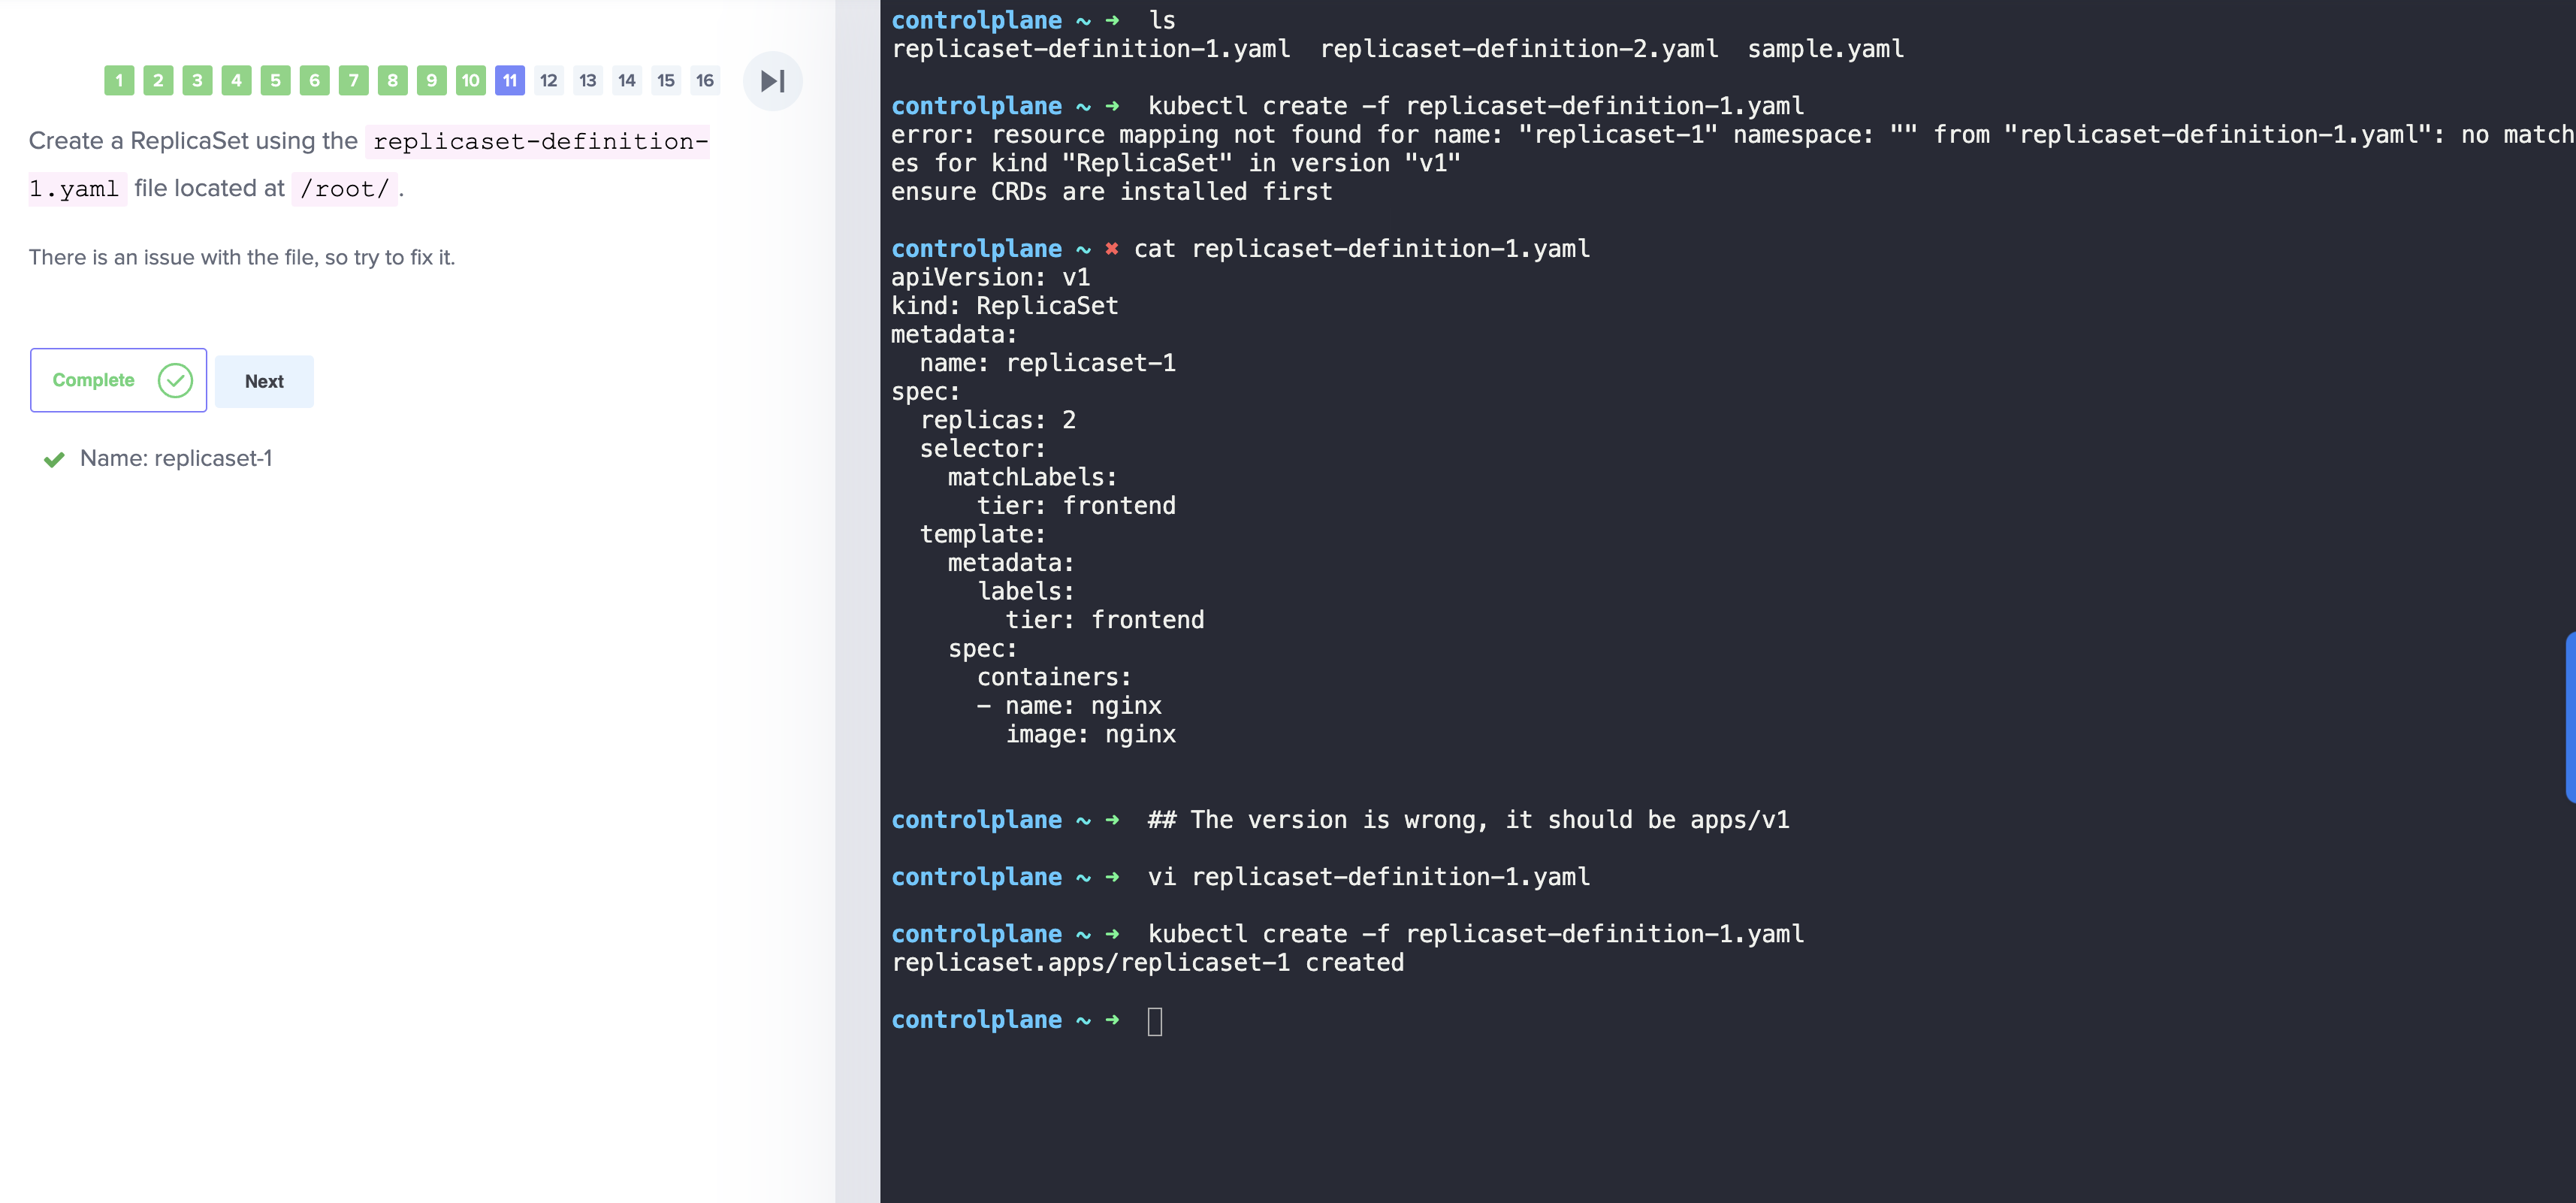 1 2 3 4 5 6 7 8 9 10 11 12 13 14 15 16
Create a ReplicaSet using the replicaset-definition-
1.yaml file located at /root/.
There is an issue with the file, so try to fix it.
Complete Next
Name: replicaset-1
controlplane ~ ➜  ls
replicaset-definition-1.yaml  replicaset-definition-2.yaml  sample.yaml
controlplane ~ ➜  kubectl create -f replicaset-definition-1.yaml
error: resource mapping not found for name: "replicaset-1" namespace: "" from "replicaset-definition-1.yaml": no match
es for kind "ReplicaSet" in version "v1"
ensure CRDs are installed first
controlplane ~ ✖ cat replicaset-definition-1.yaml
apiVersion: v1
kind: ReplicaSet
metadata:
  name: replicaset-1
spec:
  replicas: 2
  selector:
    matchLabels:
      tier: frontend
  template:
    metadata:
      labels:
        tier: frontend
    spec:
      containers:
      - name: nginx
        image: nginx
controlplane ~ ➜  ## The version is wrong, it should be apps/v1
controlplane ~ ➜  vi replicaset-definition-1.yaml
controlplane ~ ➜  kubectl create -f replicaset-definition-1.yaml
replicaset.apps/replicaset-1 created
controlplane ~ ➜